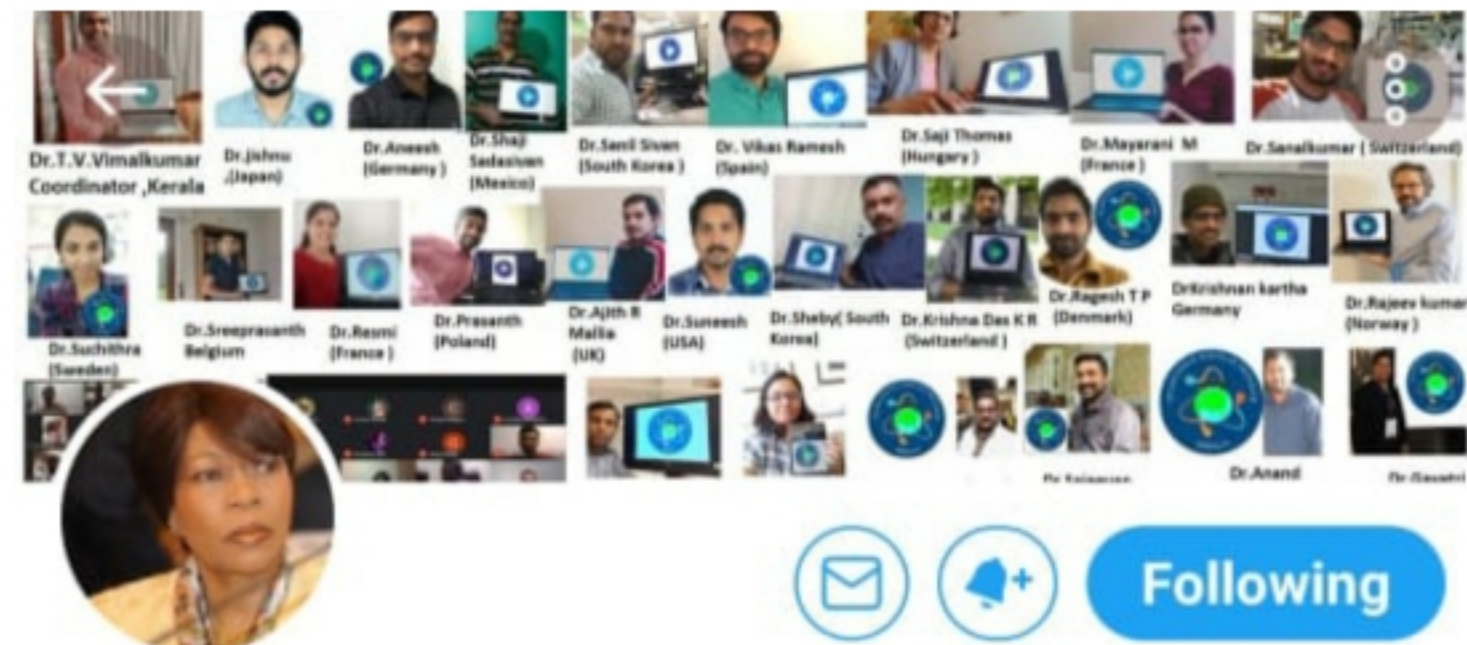 Dr.T.V.Vimalkumar
Coordinator ,Kerala
Dr.Jishnu
,(Japan)
Dr.Aneesh
(Germany )
Dr.Shaji
Sadasivan
(Mexico)
Dr.Sanil Sivan
(South Korea )
Dr. Vikas Ramesh
(Spain)
Dr.Saji Thomas
(Hungary )
Dr.Mayarani M
(France )
Dr.Sanalkumar ( Switzerland)
Dr.Suchithra
(Sweden)
Dr.Sreeprasanth
Belgium
Dr.Resmi
(France )
Dr.Prasanth
(Poland)
Dr.Ajith R
Mallia
(UK)
Dr.Suneesh
(USA)
Dr.Sheby( South
Korea)
Dr.Krishna Das K R
(Switzerland )
Dr.Ragesh T P
(Denmark)
DrKrishnan kartha
Germany
Dr.Rajeev kumar
(Norway )
Dr.Anand
Dr.Gayatri
Following